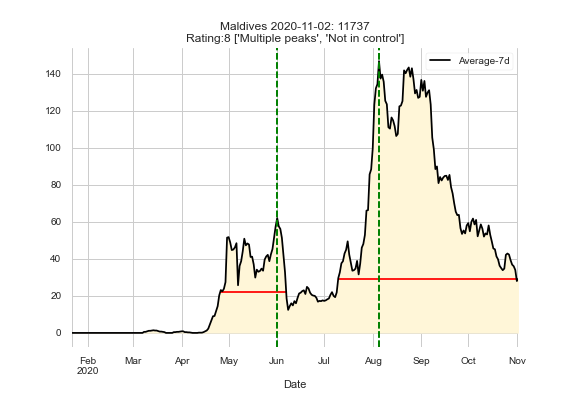 Maldives 2020-11-02: 11737
Rating:8 ['Multiple peaks', 'Not in control']
Average-7d
140
120
100
80
60
40
20
0
Feb Mar Apr May Jun Jul Aug Sep Oct Nov
2020
Date